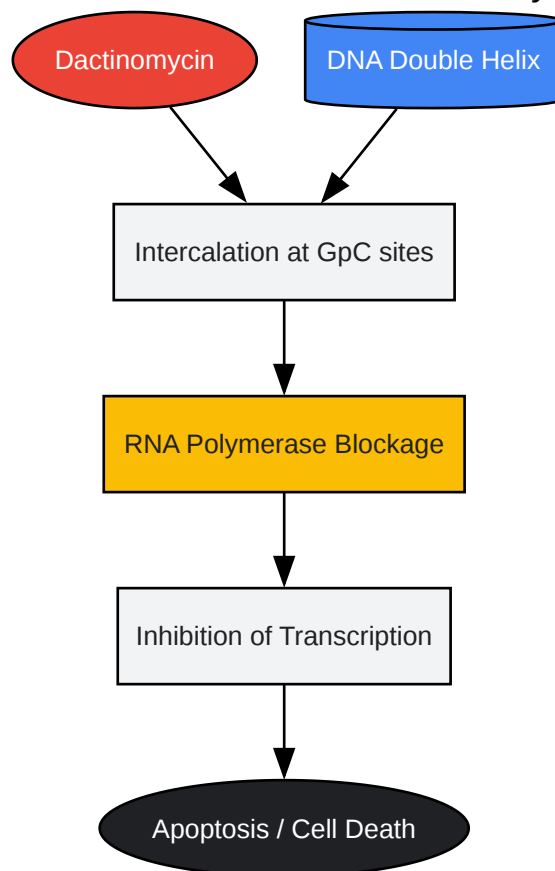 Dactinomycin
DNA Double Helix
Intercalation at GpC sites
RNA Polymerase Blockage
Inhibition of Transcription
Apoptosis / Cell Death